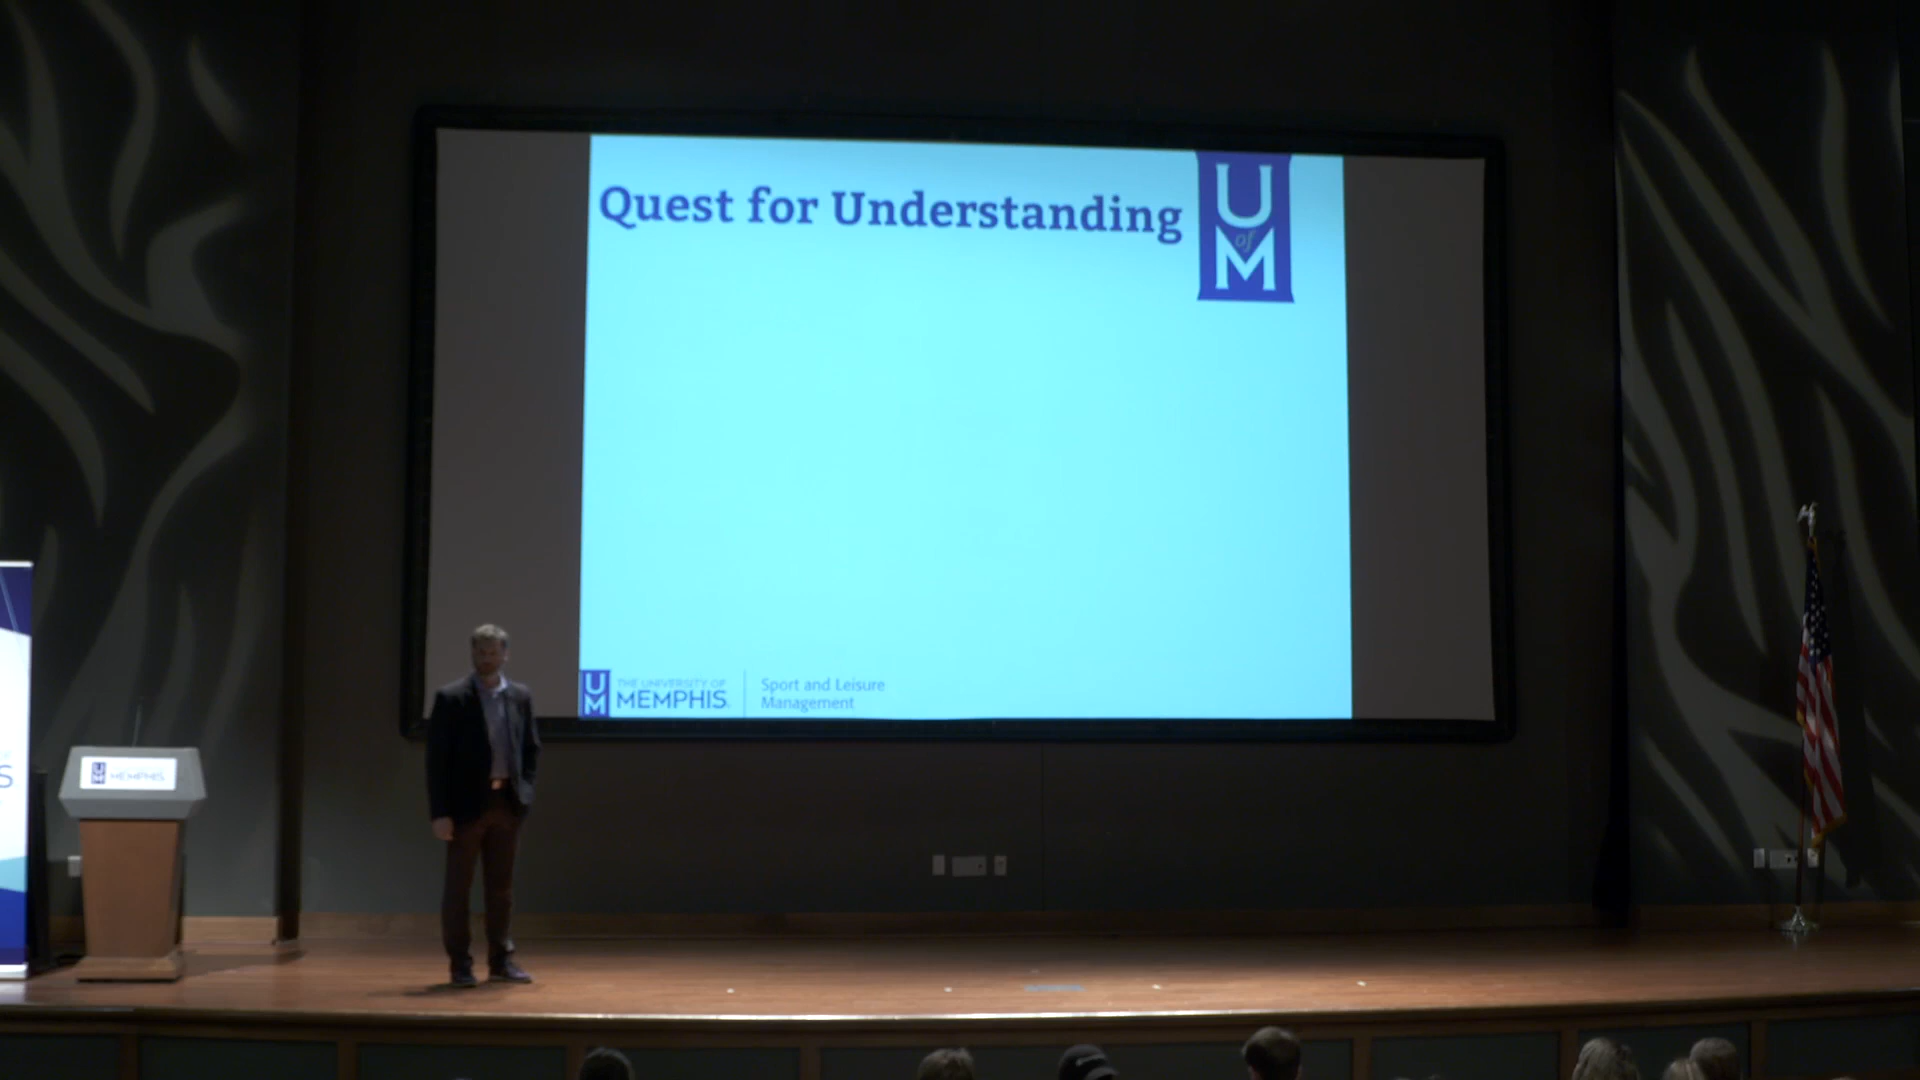 Quest for Understanding
U
of
M
U
M
THE UNIVERSITY OF
MEMPHIS.
Sport and Leisure
Management
U
M
MEMPHIS
S